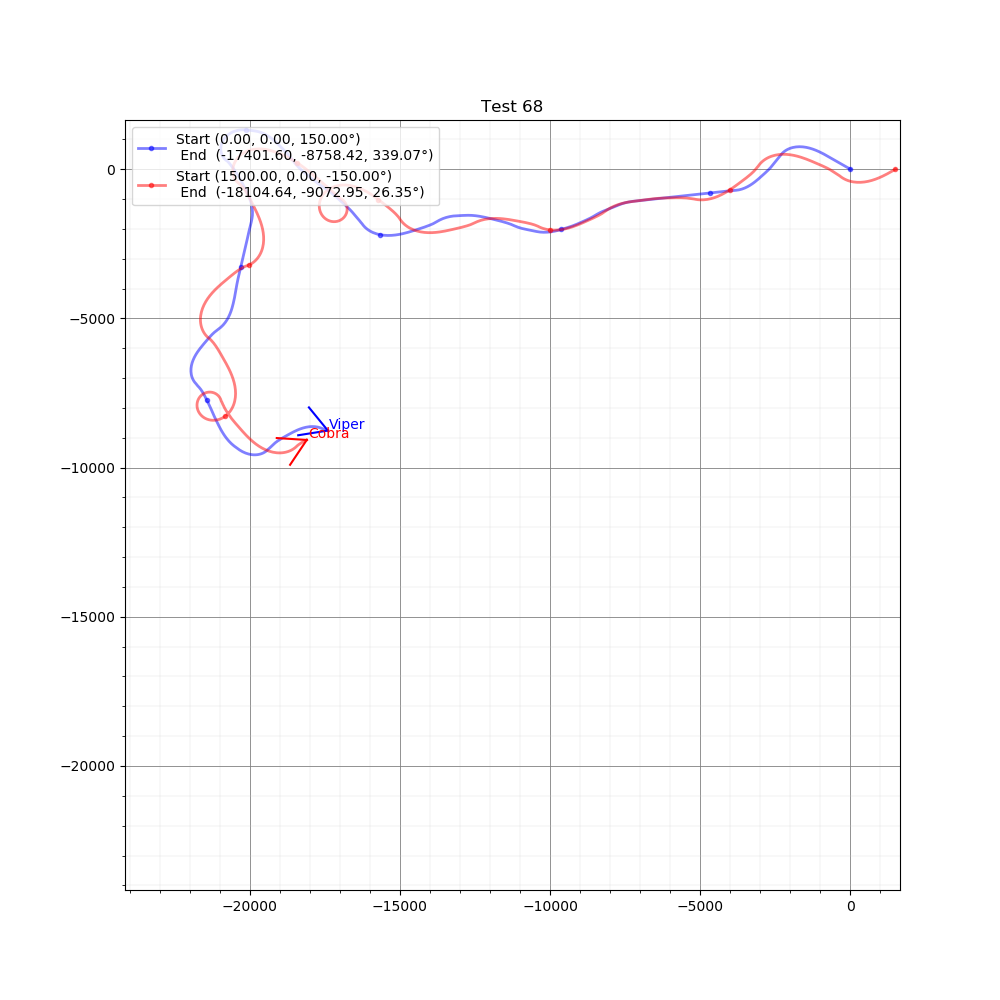 Test 68
Start (0.00, 0.00, 150.00°)
End (-17401.60, -8758.42, 339.07°)
Start (1500.00, 0.00, -150.00°)
End (-18104.64, -9072.95, 26.35°)
0
−5000
−10000
−15000
−20000
Viper
Cobra
−20000 −15000 −10000 −5000 0